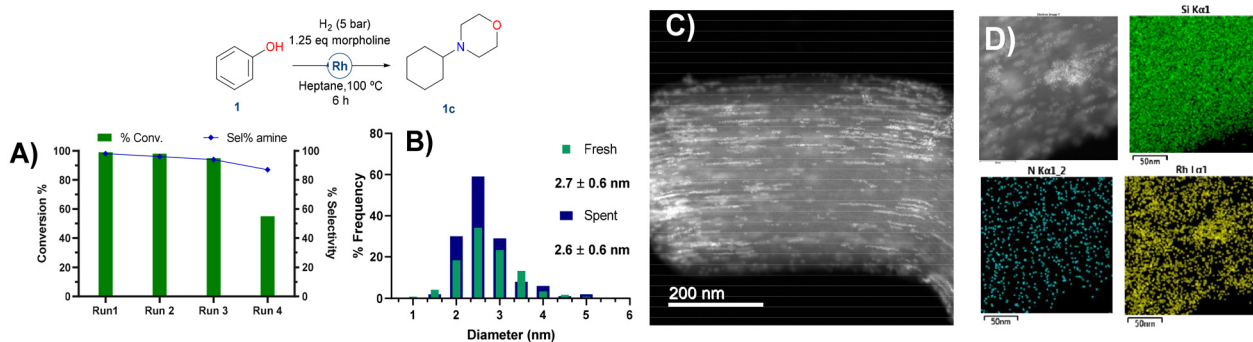 H2 (5 bar)
1.25 eq morpholine
Rh
Heptane,100 ºC
6 h
OH
1
O
N
1c
A)
% Conv.
Sel% amine
Conversion %
% Selectivity
100
80
60
40
20
0
100
80
60
40
20
0
Run1
Run 2
Run 3
Run 4
B)
% Frequency
80
60
40
20
0
Fresh
2.7 ± 0.6 nm
Spent
2.6 ± 0.6 nm
1 2 3 4 5 6
Diameter (nm)
C)
200 nm
D)
Si Kα1
50nm
N Kα1_2
50nm
Rh Lα1
50nm